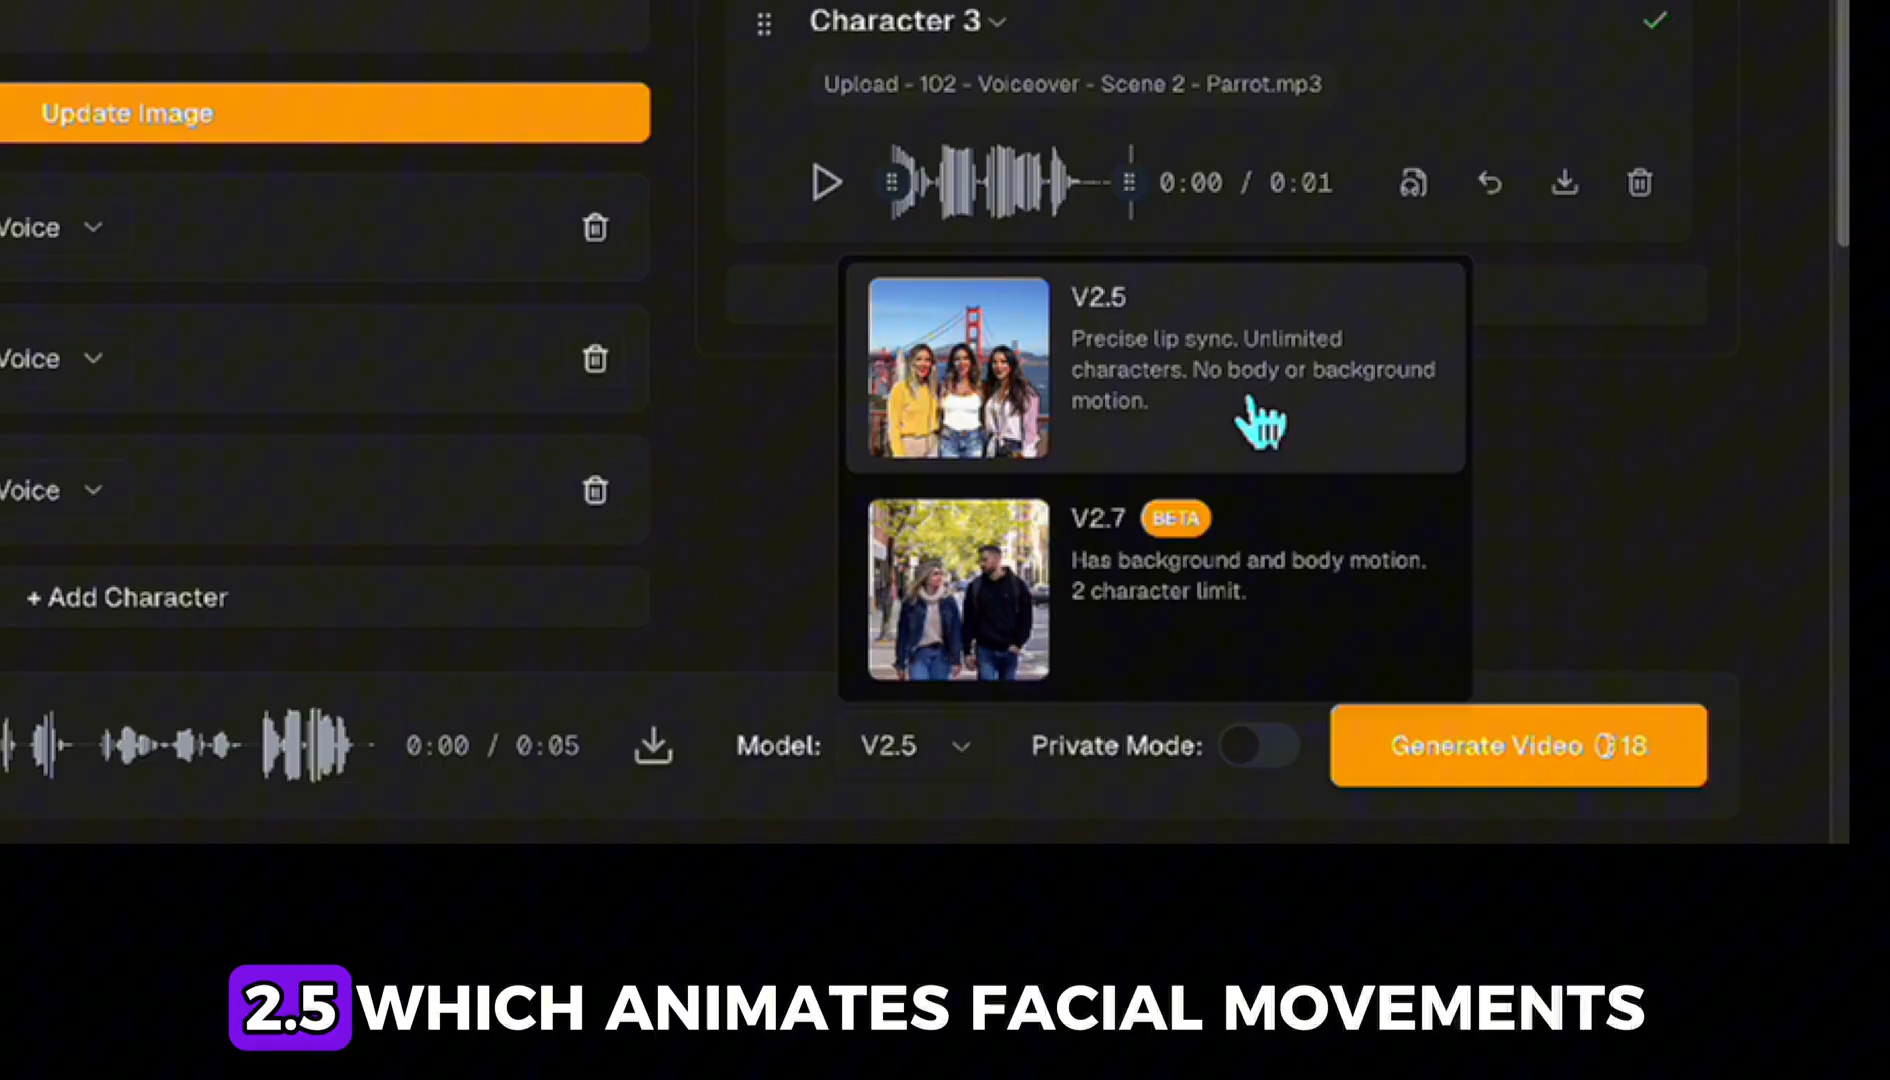 Character 3
Upload - 102 - Voiceover - Scene 2 - Parrot.mp3
Update Image
0:00 / 0:01
Voice
Voice
Voice
+ Add Character
V2.5
Precise lip sync. Unlimited
characters. No body or background
motion.
V2.7 BETA
Has background and body motion.
2 character limit.
0:00 / 0:05
Model: V2.5
Private Mode:
Generate Video 18
2.5 WHICH ANIMATES FACIAL MOVEMENTS